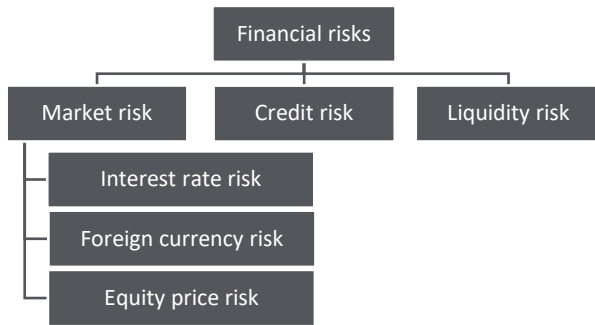 Financial risks
Market risk
Credit risk
Liquidity risk
Interest rate risk
Foreign currency risk
Equity price risk